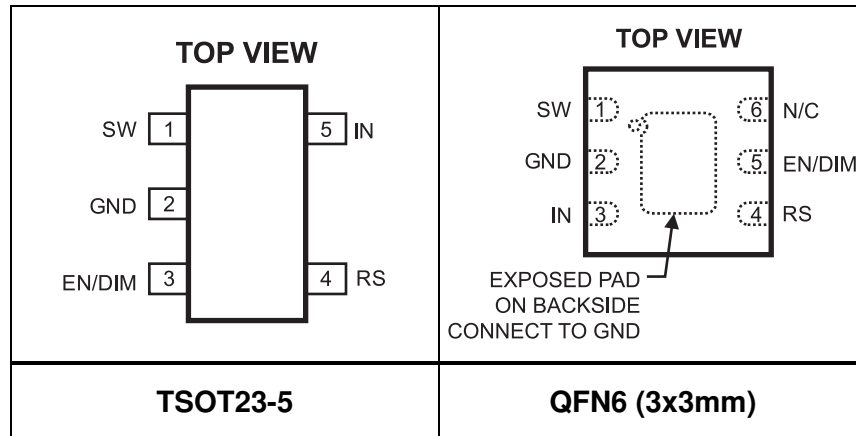 TOP VIEW
SW 1
5 IN
GND 2
EN/DIM 3
4 RS
TSOT23-5
TOP VIEW
SW 1
6 N/C
GND 2
5 EN/DIM
IN 3
4 RS
EXPOSED PAD
ON BACKSIDE
CONNECT TO GND
QFN6 (3x3mm)